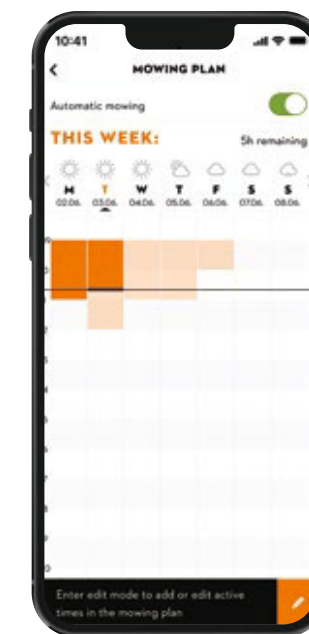 10:41
MOWING PLAN
Automatic mowing
THIS WEEK: 5h remaining
M T W T F S S
02.06. 03.06. 04.06. 05.06. 06.06. 07.06. 08.06.
Enter edit mode to add or edit active
times in the mowing plan